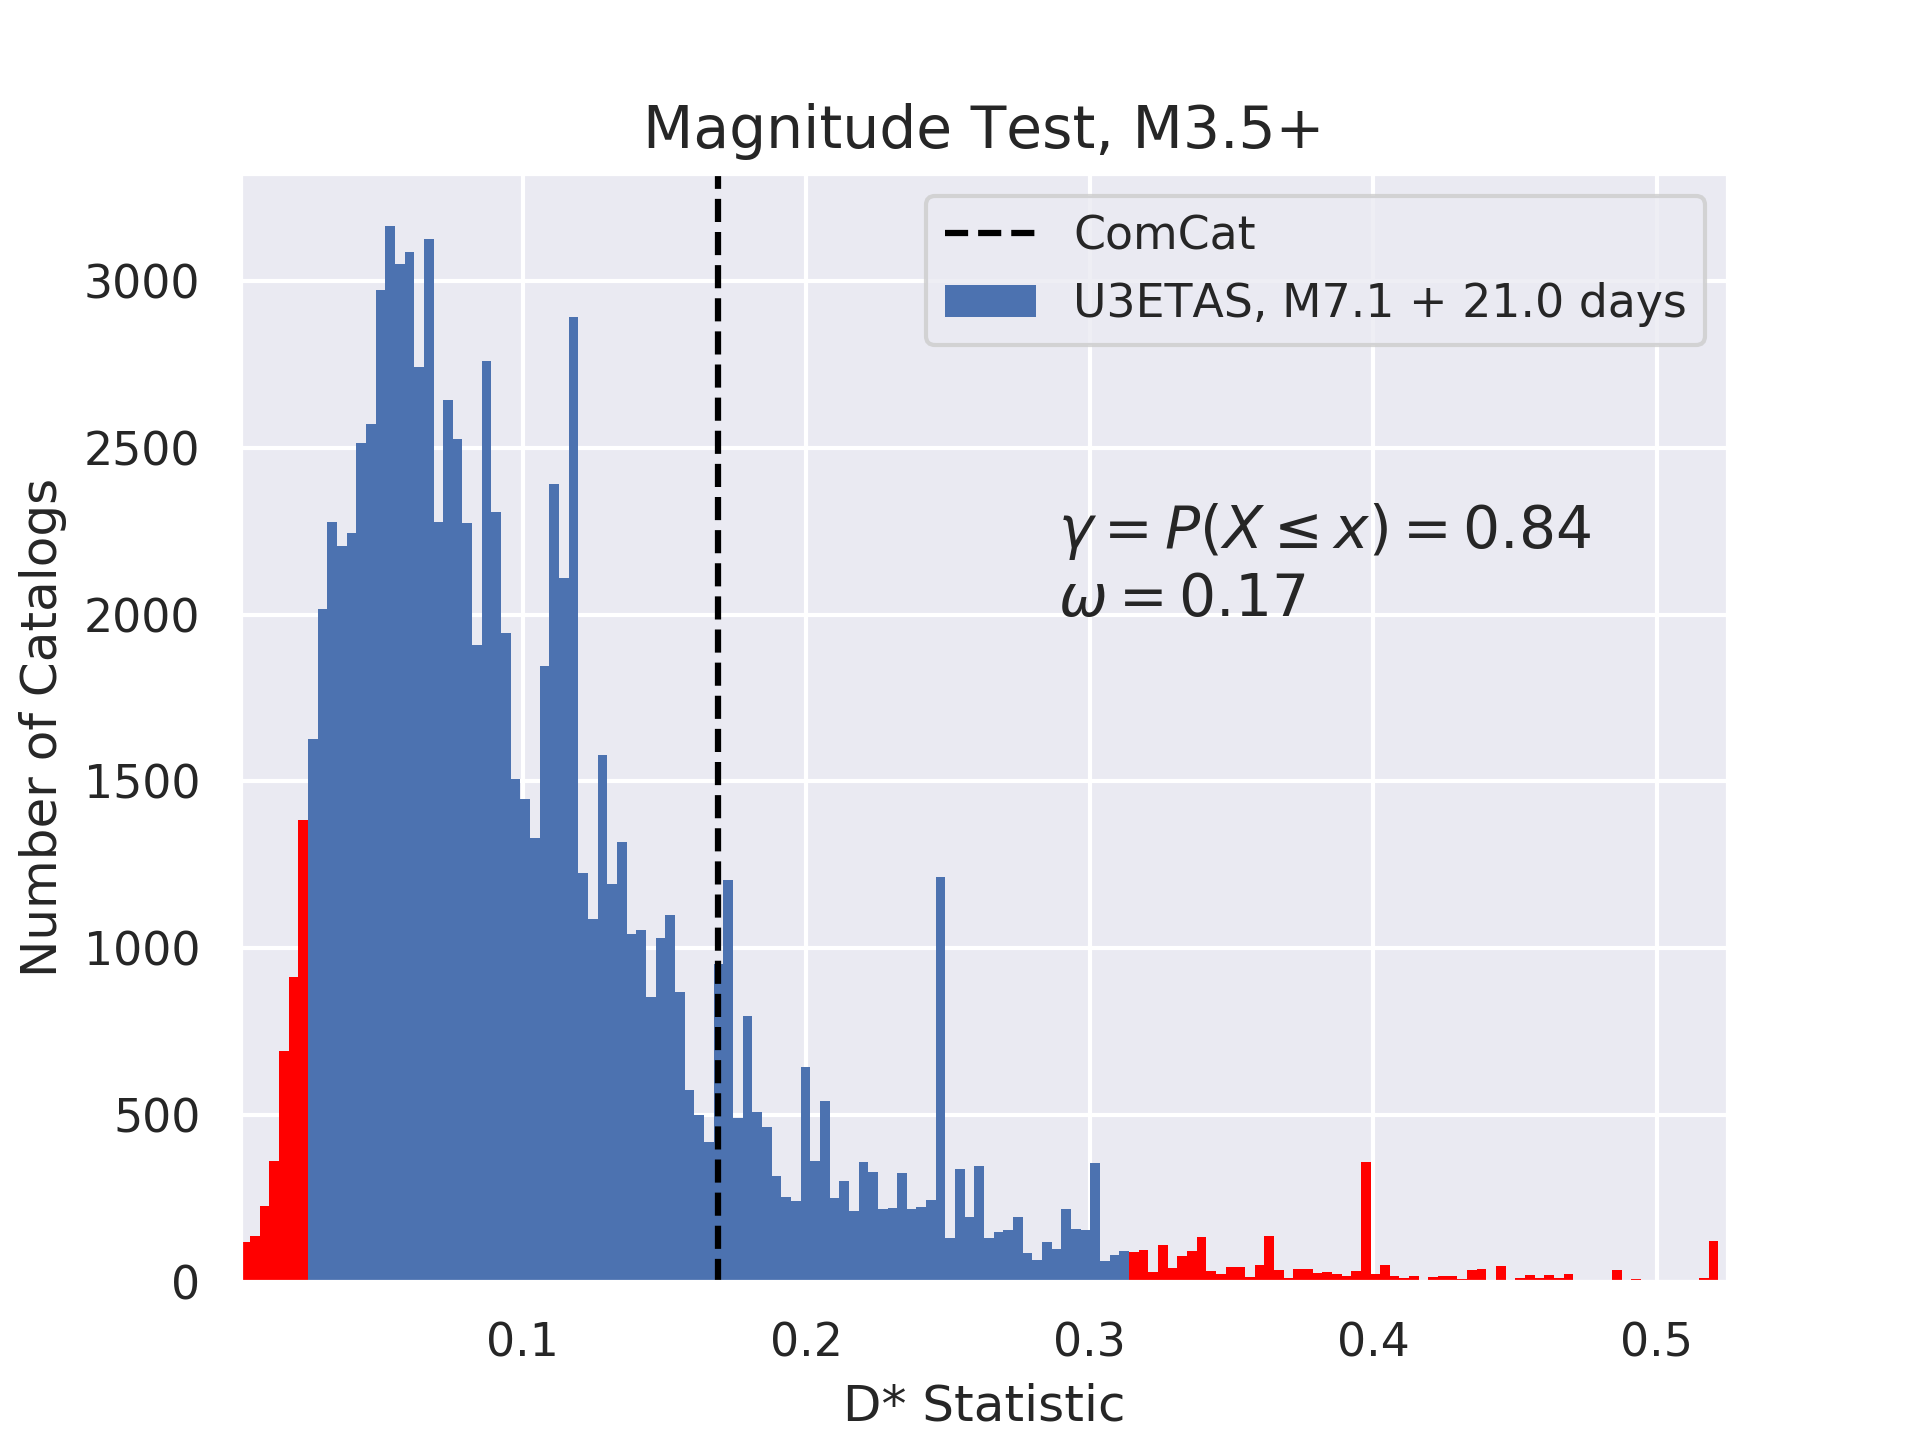 Magnitude Test, M3.5+
ComCat
U3ETAS, M7.1 + 21.0 days
γ = P(X ≤ x) = 0.84
ω = 0.17
Number of Catalogs
3000
2500
2000
1500
1000
500
0
0.1 0.2 0.3 0.4 0.5
D* Statistic